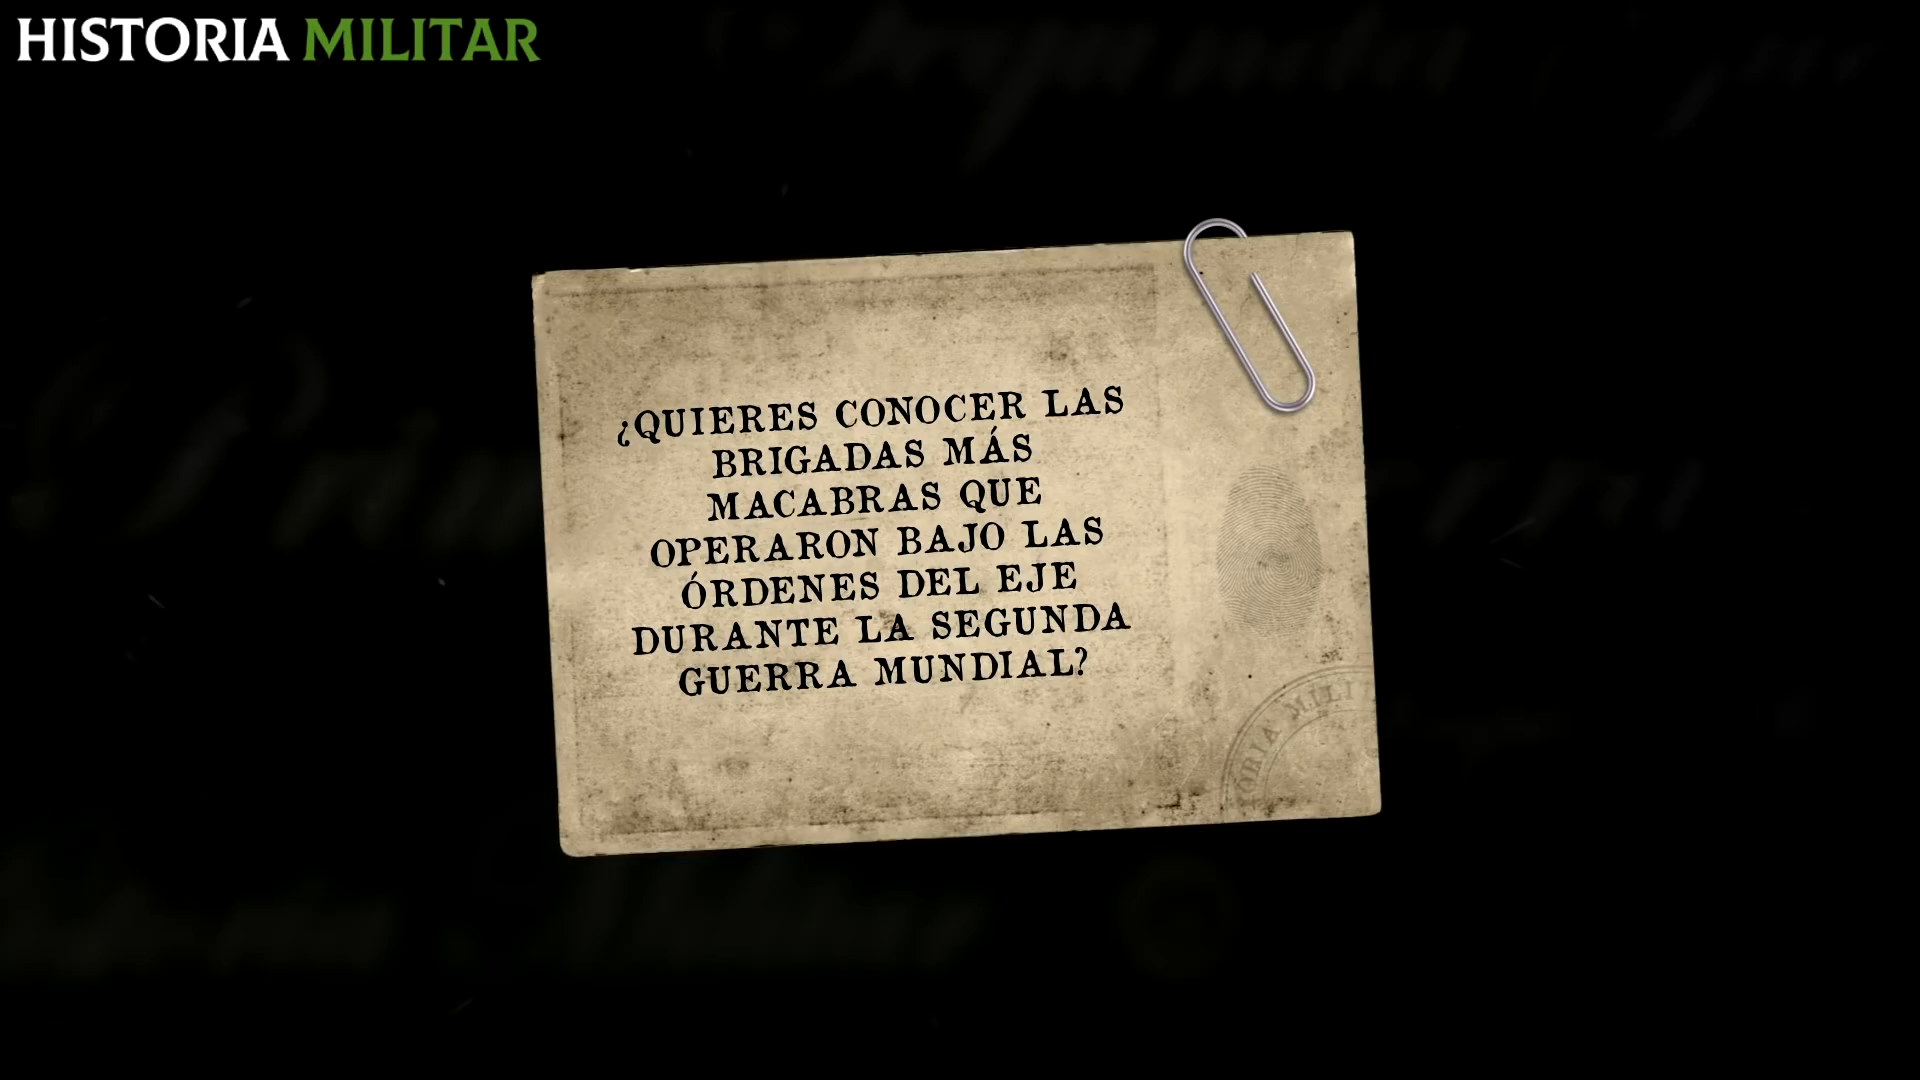 HISTORIA MILITAR
¿QUIERES CONOCER LAS
BRIGADAS MÁS
MACABRAS QUE
OPERARON BAJO LAS
ÓRDENES DEL EJE
DURANTE LA SEGUNDA
GUERRA MUNDIAL?